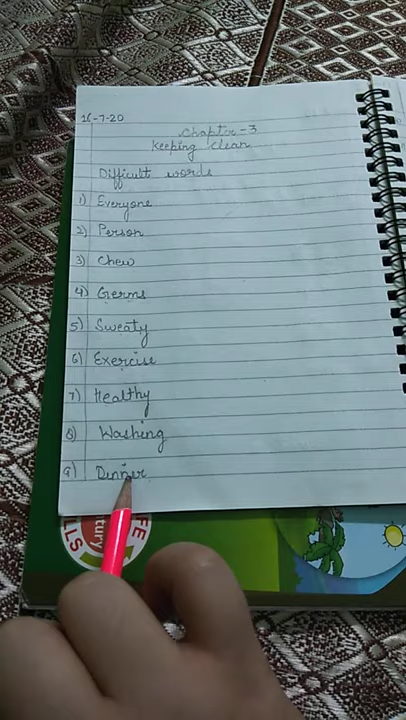 16-7-20
Chapter-3
Keeping clean
Difficult words
1) Everyone
2) Person
3) Chew
4) Germs
5) Sweaty
6) Exercise
7) Healthy
8) Washing
9) Dinner